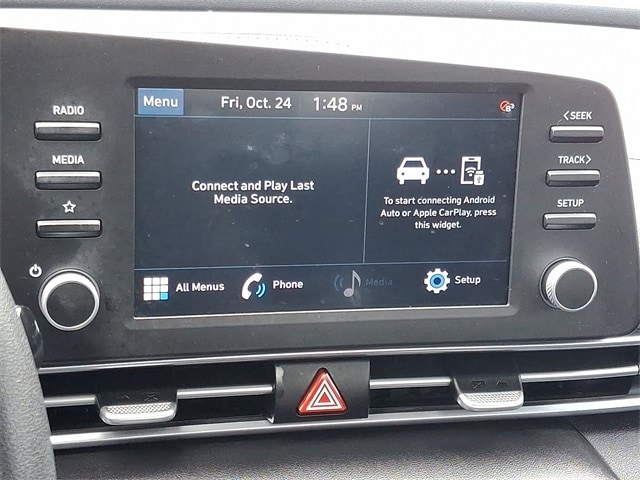 RADIO
MEDIA
Menu
Fri, Oct. 24
1:48 PM
Connect and Play Last
Media Source.
To start connecting Android
Auto or Apple CarPlay, press
this widget.
All Menus
Phone
Media
Setup
<SEEK
TRACK>
SETUP